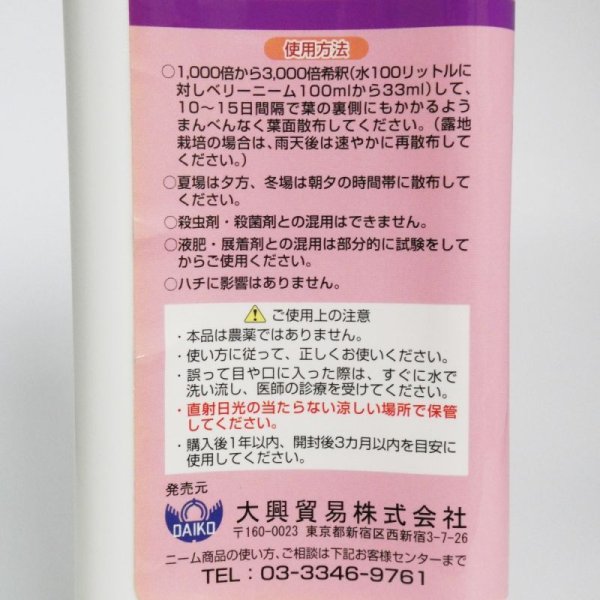 使用方法
○1,000倍から3,000倍希釈(水100リットルに
対しベリーニーム100mlから33ml)して、
10～15日間隔で葉の裏側にもかかるよう
まんべんなく葉面散布してください。(露地
栽培の場合は、雨天後は速やかに再散布して
ください。)
○夏場は夕方、冬場は朝夕の時間帯に散布して
ください。
○殺虫剤・殺菌剤との混用はできません。
○液肥・展着剤との混用は部分的に試験をして
からご使用ください。
○ハチに影響はありません。
ご使用上の注意
・本品は農薬ではありません。
・使い方に従って、正しくお使いください。
・誤って目や口に入った際は、すぐに水で
洗い流し、医師の診療を受けてください。
・直射日光の当たらない涼しい場所で保管
してください。
・購入後1年以内、開封後3カ月以内を目安に
使用してください。
発売元
DAIKO
大興貿易株式会社
〒160-0023 東京都新宿区西新宿3-7-26
ニーム商品の使い方、ご相談は下記お客様センターまで
TEL：03-3346-9761